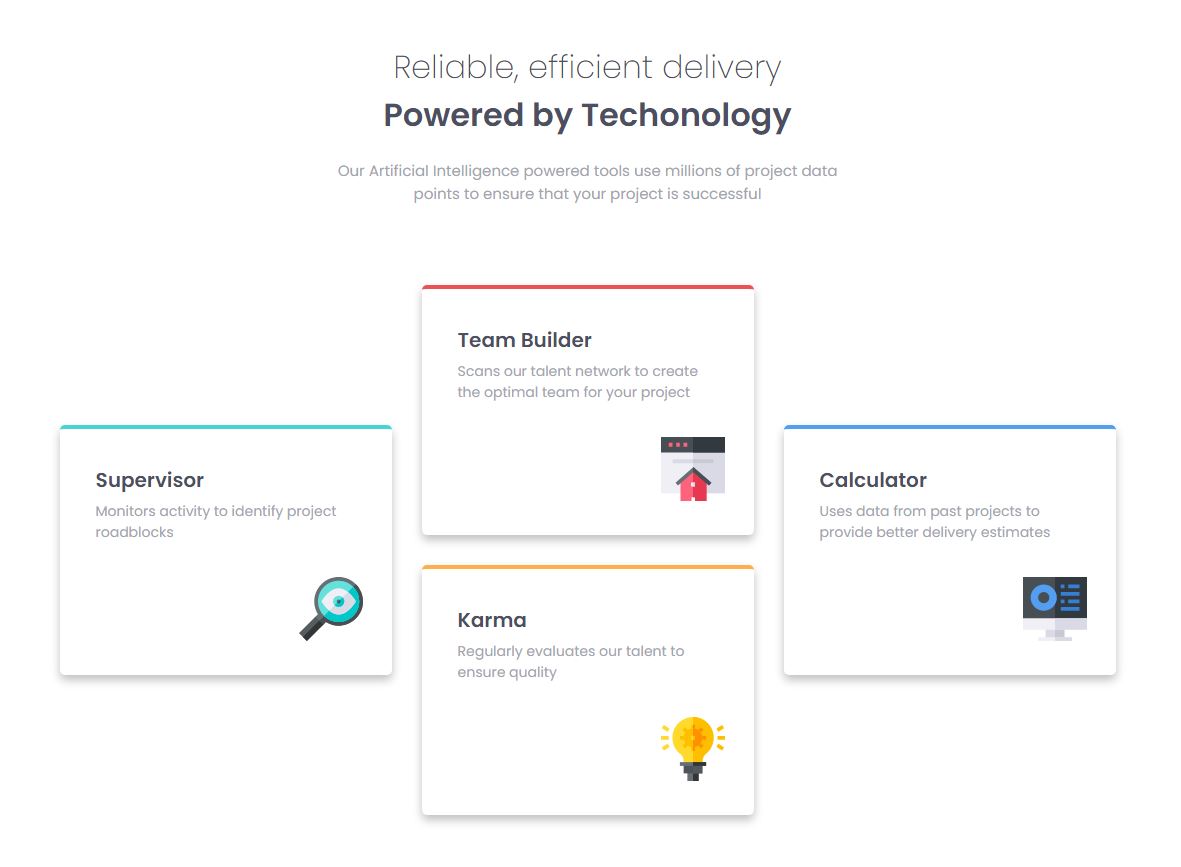 Reliable, efficient delivery
Powered by Techonology
Our Artificial Intelligence powered tools use millions of project data
points to ensure that your project is successful
Team Builder
Scans our talent network to create
the optimal team for your project
Supervisor
Monitors activity to identify project
roadblocks
Calculator
Uses data from past projects to
provide better delivery estimates
Karma
Regularly evaluates our talent to
ensure quality